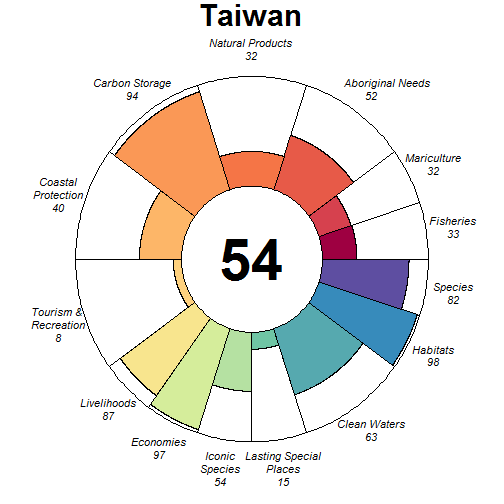 Taiwan
Natural Products
32
Carbon Storage
94
Aboriginal Needs
52
Mariculture
32
Coastal
Protection
40
Fisheries
33
54
Species
82
Tourism &
Recreation
8
Habitats
98
Livelihoods
87
Clean Waters
63
Economies
97
Iconic
Species
54
Lasting Special
Places
15